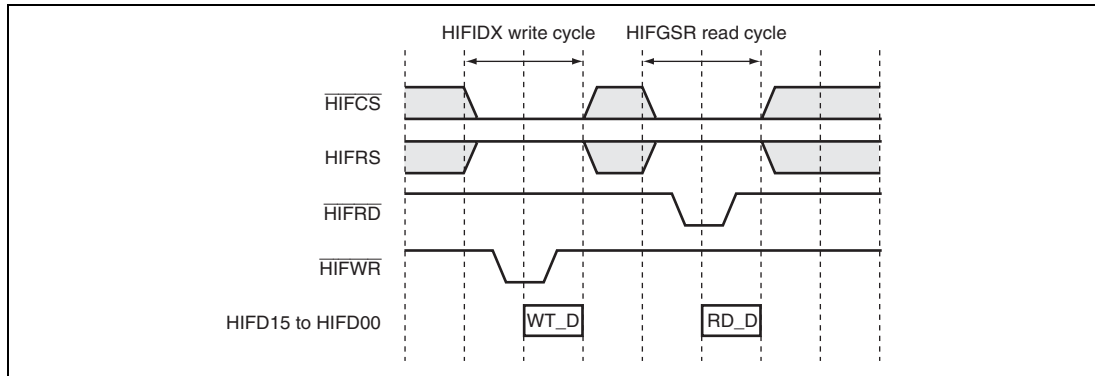 HIFIDX write cycle HIFGSR read cycle
HIFCS
HIFRS
HIFRD
HIFWR
HIFD15 to HIFD00 WT_D RD_D